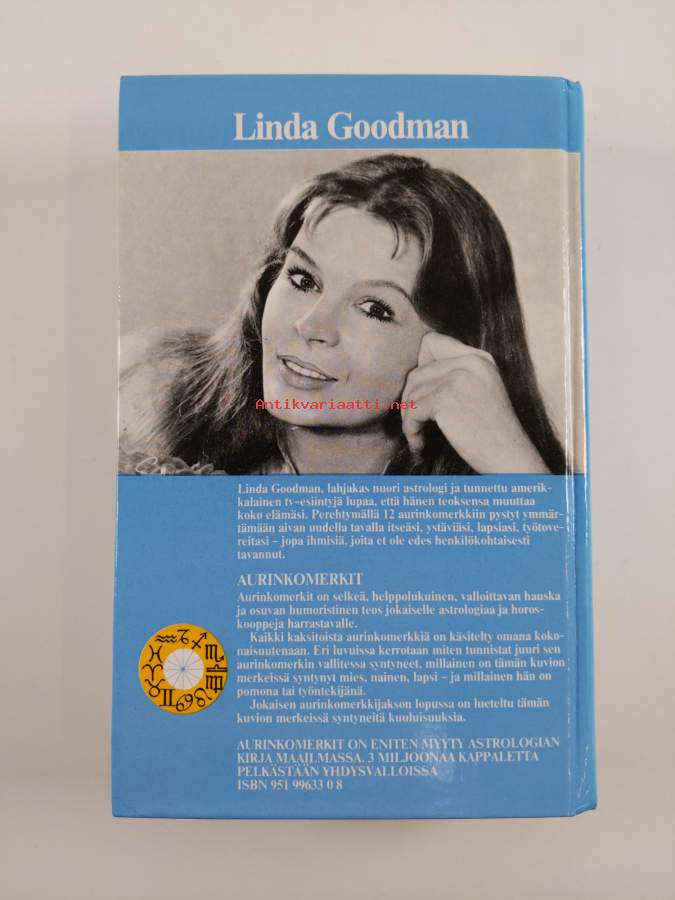 Linda Goodman
Antikvariaatti.net
Linda Goodman, lahjakas nuori astrologi ja tunnettu amerik-
kalainen tv-esiintyjä lupaa, että hänen teoksensa muuttaa
koko elämäsi. Perehtymällä 12 aurinkomerkkiin pystyt ymmär-
tämään aivan uudella tavalla itseäsi, ystäviäsi, lapsiasi, työtove-
reitasi – jopa ihmisiä, joita et ole edes henkilökohtaisesti
tavannut.
AURINKOMERKIT
Aurinkomerkit on selkeä, helppolukuinen, valloittavan hauska
ja osuvan humoristinen teos jokaiselle astrologiaa ja horos-
kooppeja harrastavalle.
Kaikki kaksitoista aurinkomerkkiä on käsitelty omana koko-
naisuutenaan. Eri luvuissa kerrotaan miten tunnistat juuri sen
aurinkomerkin vallitessa syntyneet, millainen on tämän kuvion
merkeissä syntynyt mies, nainen, lapsi – ja millainen hän on
pomona tai työntekijänä.
Jokaisen aurinkomerkkijakson lopussa on lueteltu tämän
kuvion merkeissä syntyneitä kuuluisuuksia.
AURINKOMERKIT ON ENITEN MYYTY ASTROLOGIAN
KIRJA MAAILMASSA. 3 MILJOONAA KAPPALETTA
PELKÄSTÄÄN YHDYSVALLOISSA
ISBN 951 99633 0 8